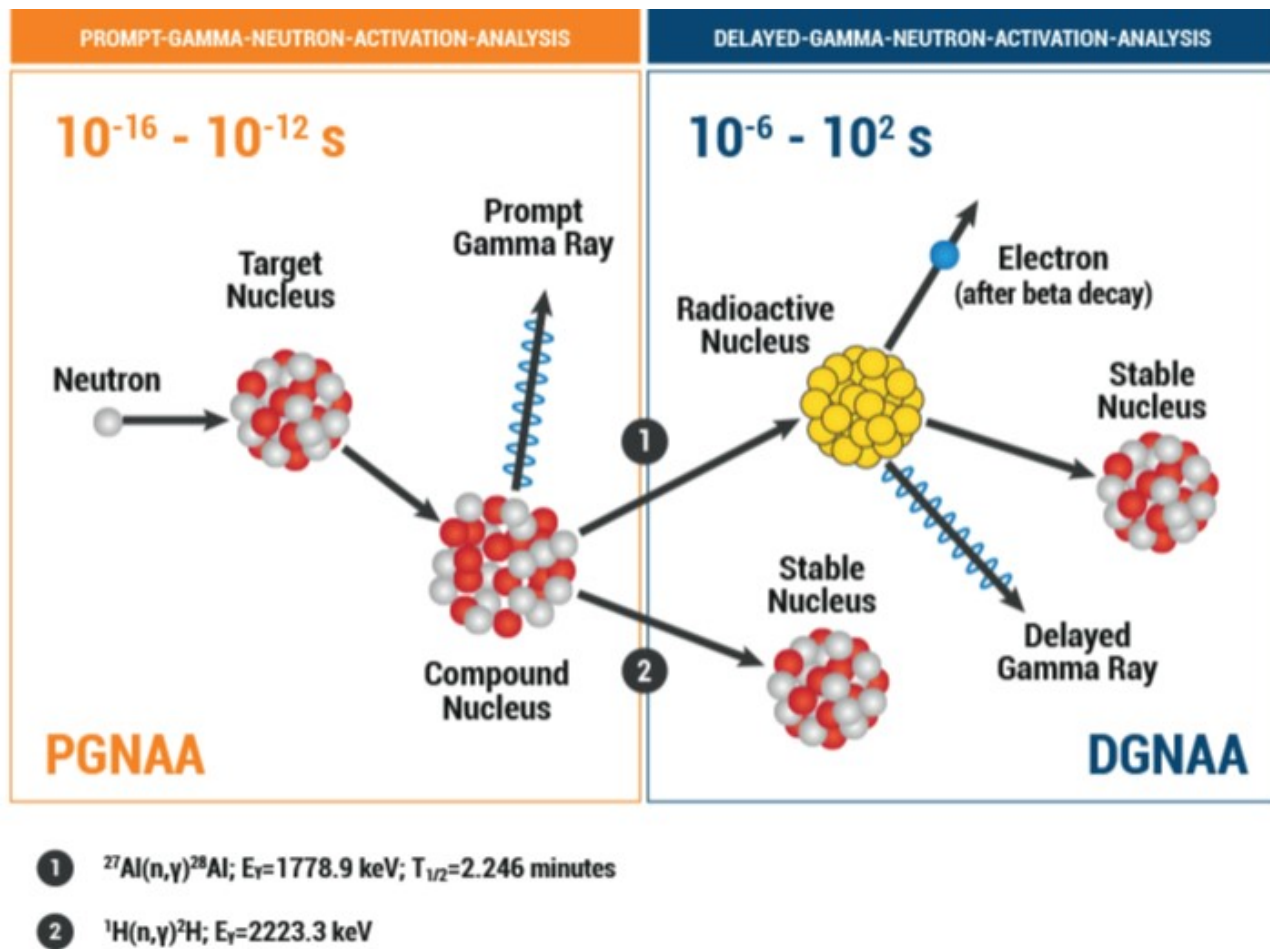 PROMPT-GAMMA-NEUTRON-ACTIVATION-ANALYSIS
DELAYED-GAMMA-NEUTRON-ACTIVATION-ANALYSIS
10⁻¹⁶ - 10⁻¹² s
10⁻⁶ - 10² s
Prompt
Gamma Ray
Target
Nucleus
Neutron
Compound
Nucleus
PGNAA
1
2
Electron
(after beta decay)
Radioactive
Nucleus
Stable
Nucleus
Stable
Nucleus
Delayed
Gamma Ray
DGNAA
1 ²⁷Al(n,γ)²⁸Al; Eᵧ=1778.9 keV; T₁/₂=2.246 minutes
2 ¹H(n,γ)²H; Eᵧ=2223.3 keV